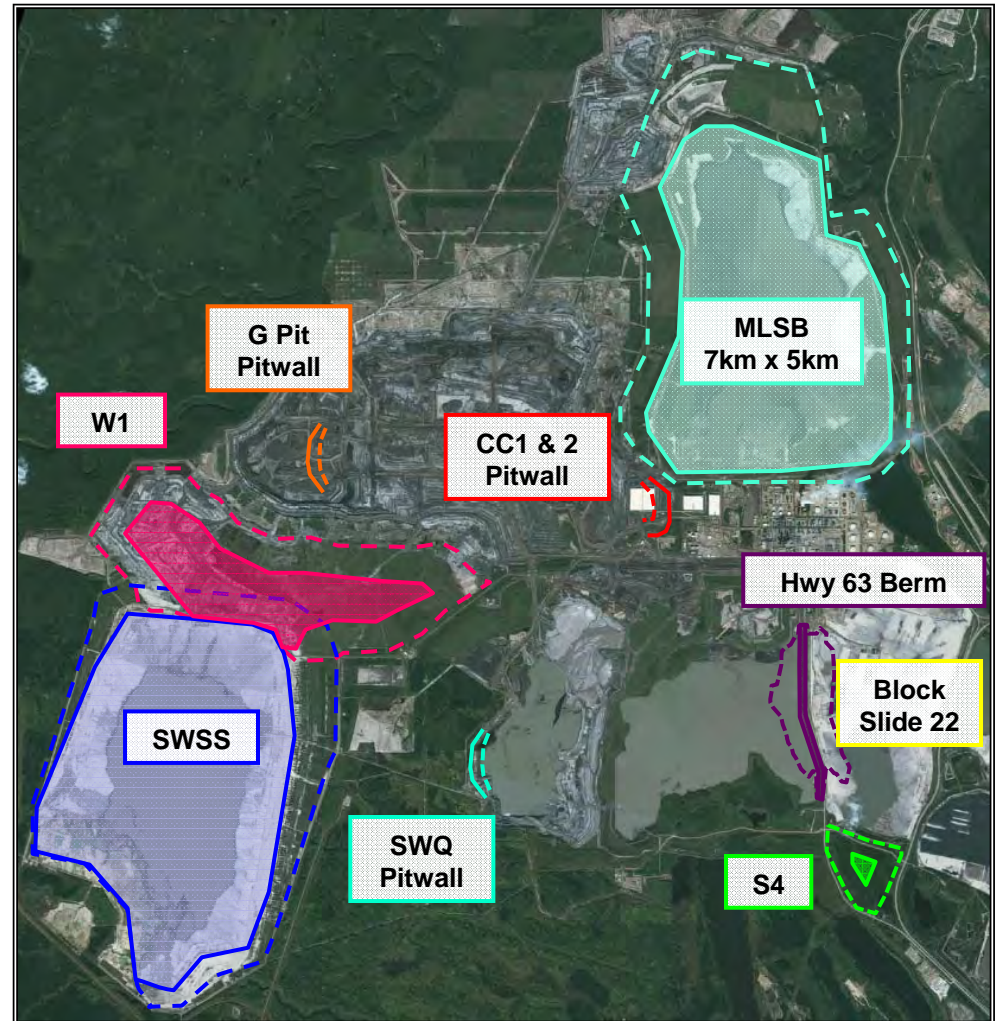 MLSB
7km x 5km
G Pit
Pitwall
W1
CC1 & 2
Pitwall
Hwy 63 Berm
Block
Slide 22
SWSS
SWQ
Pitwall
S4